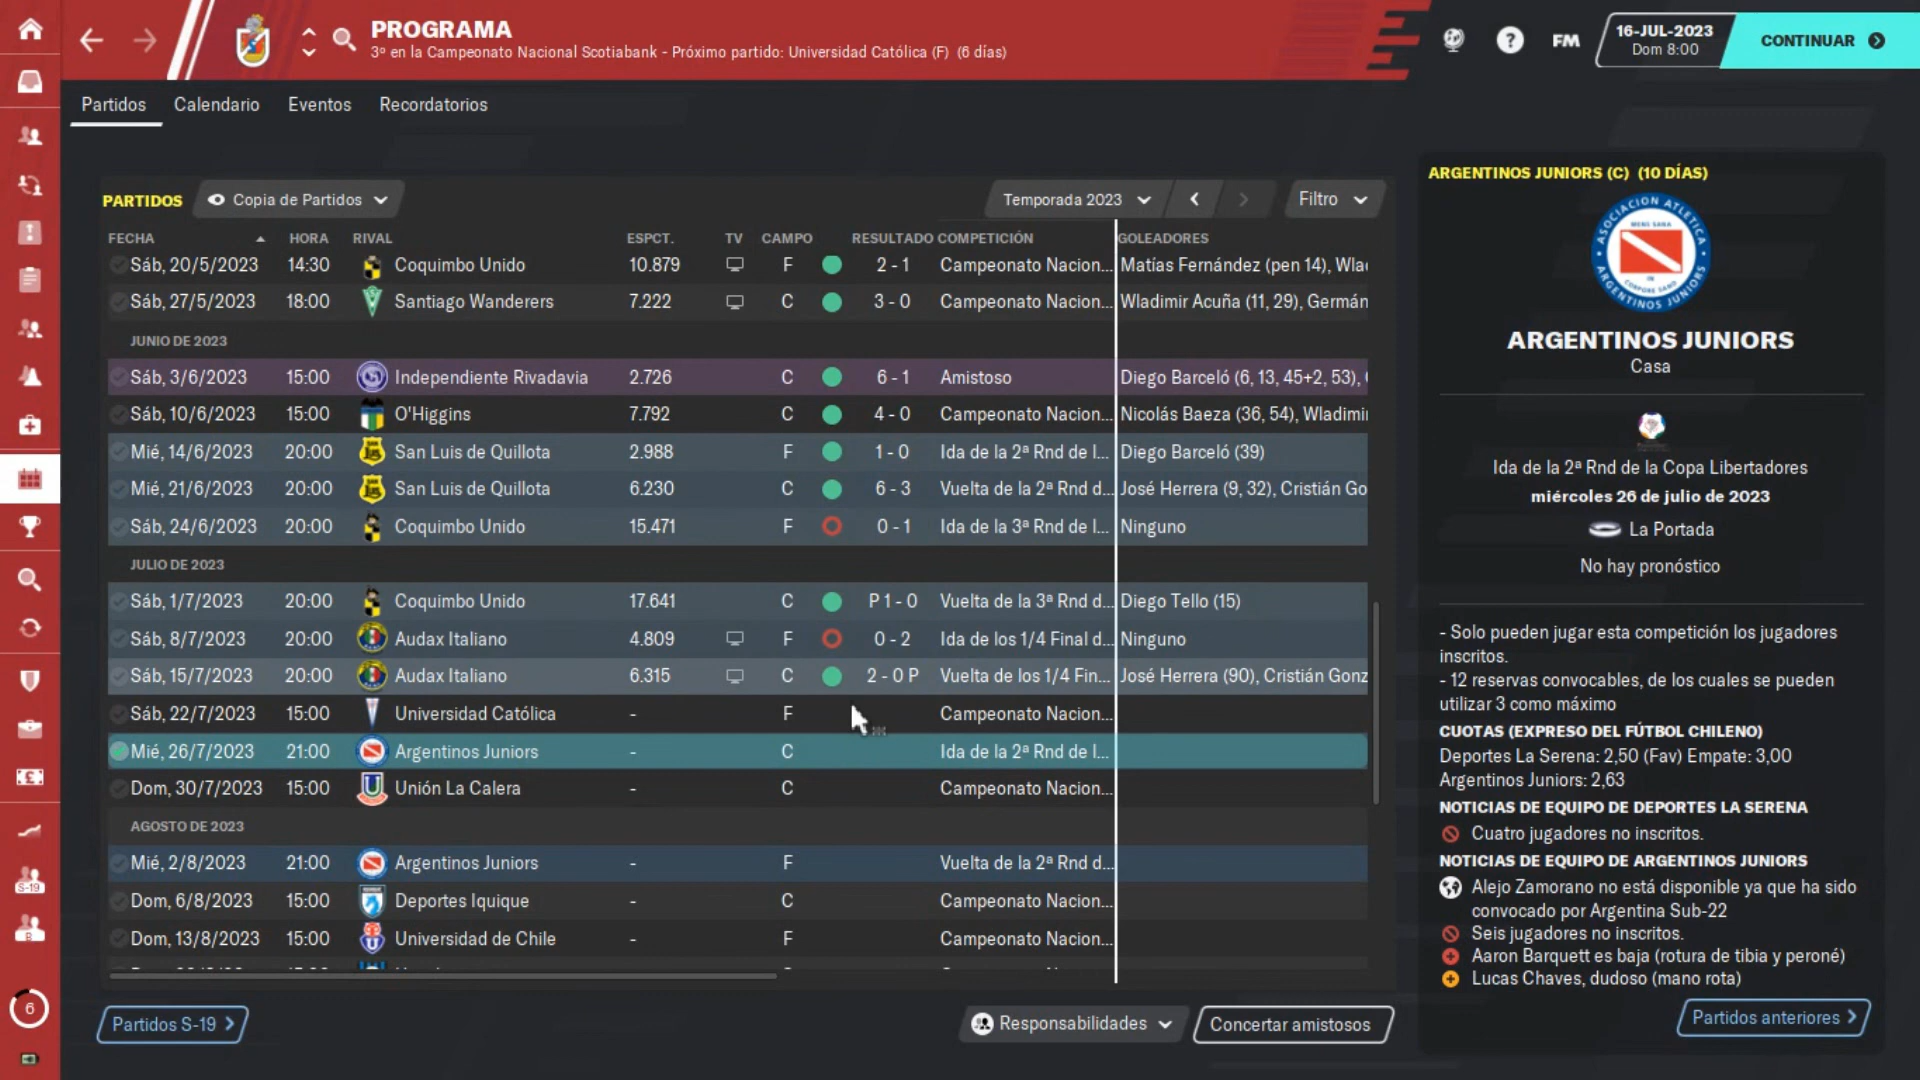 PROGRAMA
3º en la Campeonato Nacional Scotiabank - Próximo partido: Universidad Católica (F) (6 días)
FM
16-JUL-2023
Dom 8:00
CONTINUAR
Partidos
Calendario
Eventos
Recordatorios
PARTIDOS
Copia de Partidos
Temporada 2023
Filtro
FECHA HORA RIVAL ESPCT. TV CAMPO RESULTADO COMPETICIÓN GOLEADORES
Sáb, 20/5/2023 14:30 Coquimbo Unido 10.879 F 2 - 1 Campeonato Nacion... Matías Fernández (pen 14), Wla
Sáb, 27/5/2023 18:00 Santiago Wanderers 7.222 C 3 - 0 Campeonato Nacion... Wladimir Acuña (11, 29), Germán
JUNIO DE 2023
Sáb, 3/6/2023 15:00 Independiente Rivadavia 2.726 C 6 - 1 Amistoso Diego Barceló (6, 13, 45+2, 53),
Sáb, 10/6/2023 15:00 O'Higgins 7.792 C 4 - 0 Campeonato Nacion... Nicolás Baeza (36, 54), Wladimi
Mié, 14/6/2023 20:00 San Luis de Quillota 2.988 F 1 - 0 Ida de la 2ª Rnd de l... Diego Barceló (39)
Mié, 21/6/2023 20:00 San Luis de Quillota 6.230 C 6 - 3 Vuelta de la 2ª Rnd d... José Herrera (9, 32), Cristián Go
Sáb, 24/6/2023 20:00 Coquimbo Unido 15.471 F 0 - 1 Ida de la 3ª Rnd de l... Ninguno
JULIO DE 2023
Sáb, 1/7/2023 20:00 Coquimbo Unido 17.641 C P 1 - 0 Vuelta de la 3ª Rnd d... Diego Tello (15)
Sáb, 8/7/2023 20:00 Audax Italiano 4.809 F 0 - 2 Ida de los 1/4 Final d... Ninguno
Sáb, 15/7/2023 20:00 Audax Italiano 6.315 C 2 - 0 P Vuelta de los 1/4 Fin... José Herrera (90), Cristián Gonz
Sáb, 22/7/2023 15:00 Universidad Católica - F Campeonato Nacion...
Mié, 26/7/2023 21:00 Argentinos Juniors - C Ida de la 2ª Rnd de l...
Dom, 30/7/2023 15:00 Unión La Calera - C Campeonato Nacion...
AGOSTO DE 2023
Mié, 2/8/2023 21:00 Argentinos Juniors - F Vuelta de la 2ª Rnd d...
Dom, 6/8/2023 15:00 Deportes Iquique - C Campeonato Nacion...
Dom, 13/8/2023 15:00 Universidad de Chile - F Campeonato Nacion...
Partidos S-19
Responsabilidades
Concertar amistosos
ARGENTINOS JUNIORS (C) (10 DÍAS)
ASOCIACION ATLETICA
MENS SANA
CORPORE SANO
ARGENTINOS JUNIORS
ARGENTINOS JUNIORS
Casa
Ida de la 2ª Rnd de la Copa Libertadores
miércoles 26 de julio de 2023
La Portada
No hay pronóstico
- Solo pueden jugar esta competición los jugadores
inscritos.
- 12 reservas convocables, de los cuales se pueden
utilizar 3 como máximo
CUOTAS (EXPRESO DEL FÚTBOL CHILENO)
Deportes La Serena: 2,50 (Fav) Empate: 3,00
Argentinos Juniors: 2,63
NOTICIAS DE EQUIPO DE DEPORTES LA SERENA
Cuatro jugadores no inscritos.
NOTICIAS DE EQUIPO DE ARGENTINOS JUNIORS
Alejo Zamorano no está disponible ya que ha sido
convocado por Argentina Sub-22
Seis jugadores no inscritos.
Aaron Barquett es baja (rotura de tibia y peroné)
Lucas Chaves, dudoso (mano rota)
Partidos anteriores
S-19
B
6